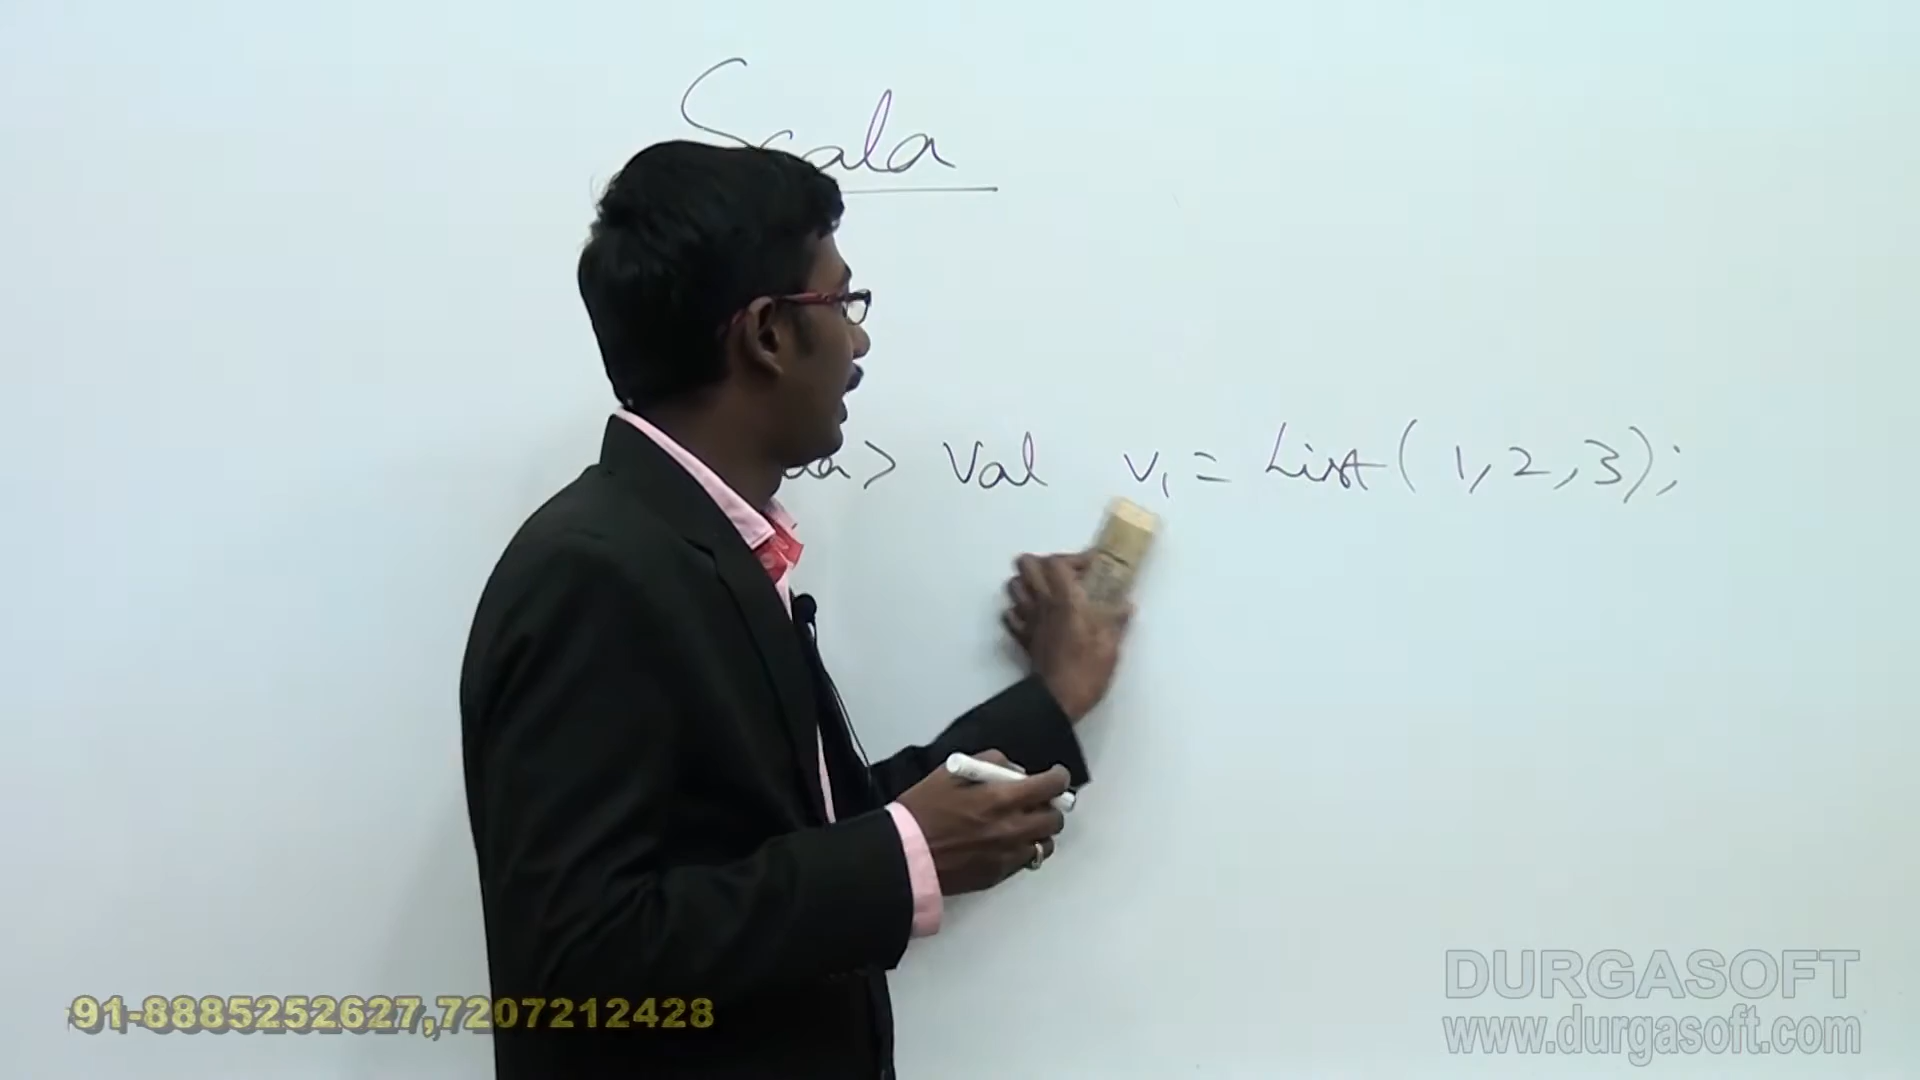 Scala
> Val v1 = List( 1, 2, 3);
91-8885252627,7207212428
DURGASOFT
www.durgasoft.com